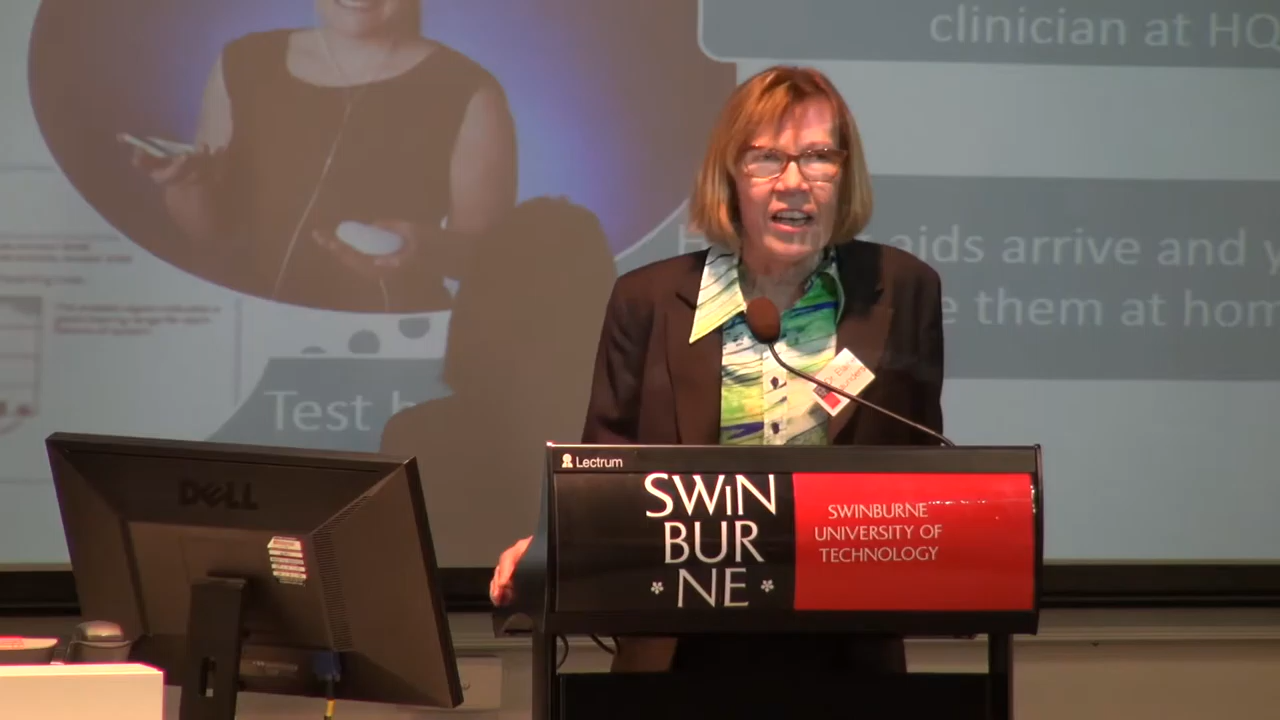 clinician at HQ
aids arrive and y
e them at hom
Test
DELL
Lectrum
SWiN
BUR
NE
SWINBURNE
UNIVERSITY OF
TECHNOLOGY
Dr